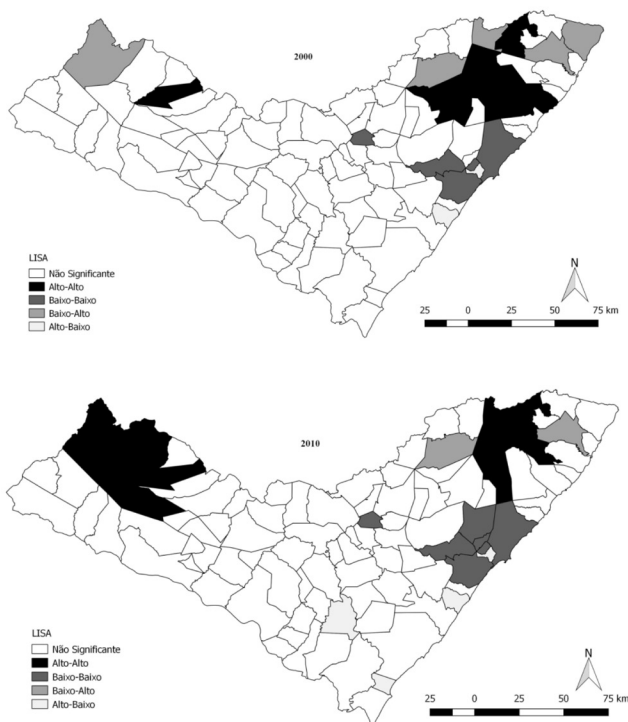 2000
LISA
Não Significante
Alto-Alto
Baixo-Baixo
Baixo-Alto
Alto-Baixo
N
25 0 25 50 75 km
2010
LISA
Não Significante
Alto-Alto
Baixo-Baixo
Baixo-Alto
Alto-Baixo
N
25 0 25 50 75 km